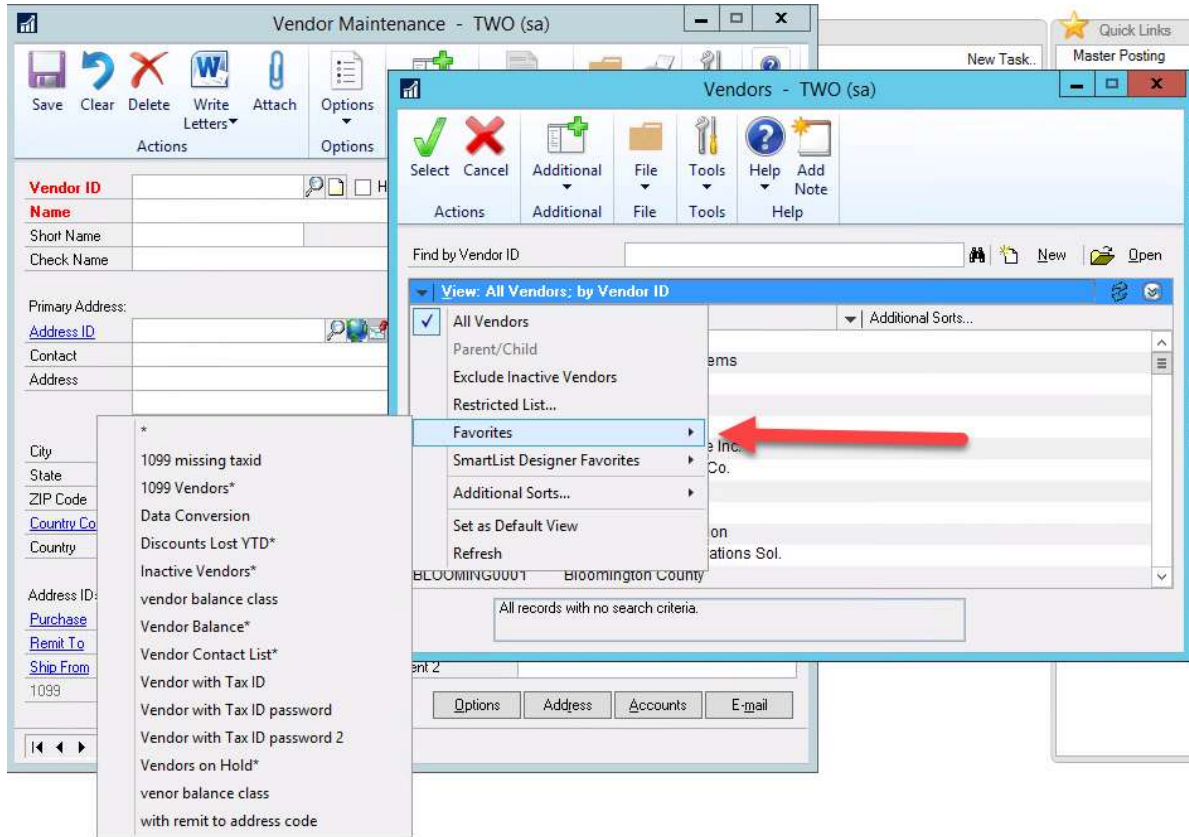 Vendor Maintenance - TWO (sa)
Save Clear Delete Write Letters Attach Options
Actions Options
Vendor ID
H
Name
Short Name
Check Name
Primary Address:
Address ID
Contact
Address
City
State
ZIP Code
Country Co
Country
Address ID:
Purchase
Remit To
Ship From
1099
ent 2
Options Address Accounts E-mail
Quick Links
New Task..
Master Posting
Vendors - TWO (sa)
Select Cancel Additional File Tools Help Add Note
Actions Additional File Tools Help
Find by Vendor ID
New Open
View: All Vendors; by Vendor ID
Additional Sorts...
All Vendors
Parent/Child
Exclude Inactive Vendors
Restricted List...
Favorites
SmartList Designer Favorites
Additional Sorts...
Set as Default View
Refresh
ems
e Inc.
Co.
on
ations Sol.
BLOOMING0001 Bloomington County
All records with no search criteria.
*
1099 missing taxid
1099 Vendors*
Data Conversion
Discounts Lost YTD*
Inactive Vendors*
vendor balance class
Vendor Balance*
Vendor Contact List*
Vendor with Tax ID
Vendor with Tax ID password
Vendor with Tax ID password 2
Vendors on Hold*
venor balance class
with remit to address code